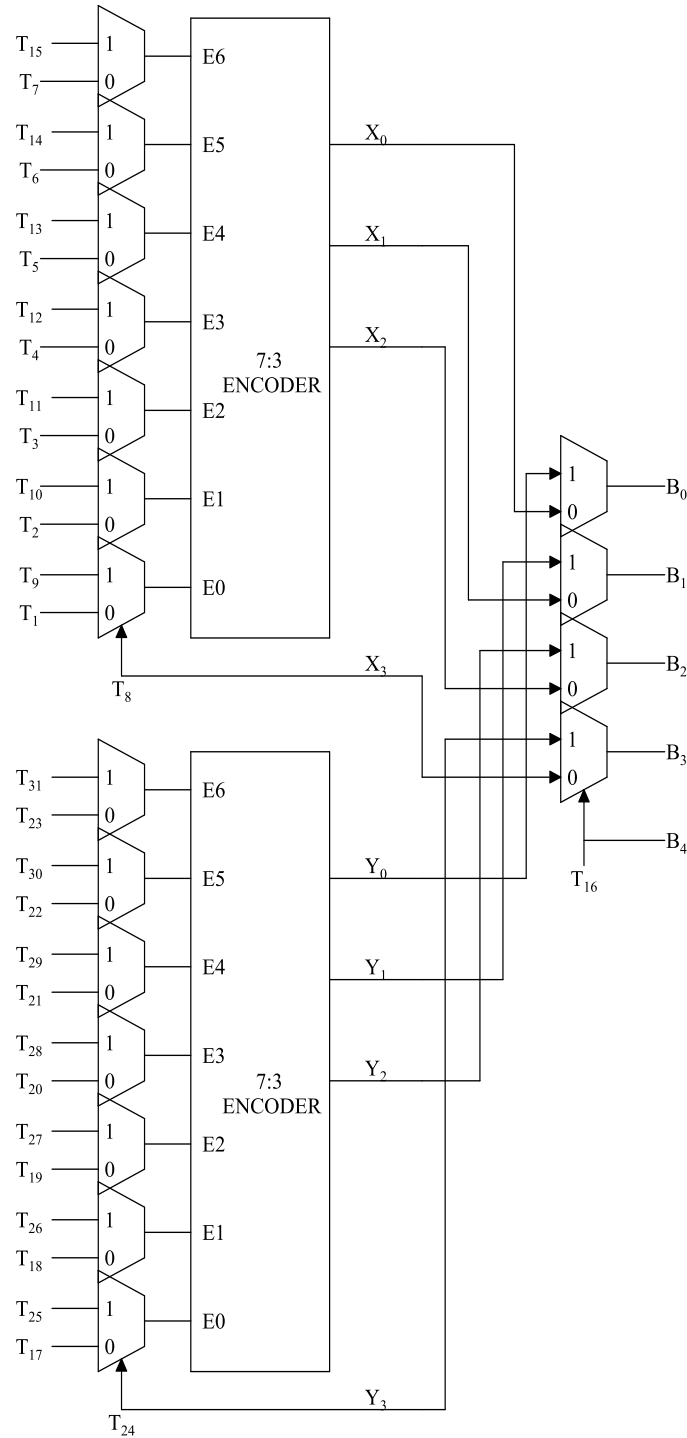 T15 1 E6
T7 0
T14 1 E5 X0
T6 0
T13 1 E4 X1
T5 0
T12 1 E3 X2
T4 0
7:3
ENCODER
T11 1 E2
T3 0
T10 1 E1 1 B0
T2 0 0
T9 1 E0 1 B1
T1 0 0
1 B2
X3
T8 0
1 B3
T31 1 E6 0
T23 0
B4
T30 1 E5 Y0 T16
T22 0
T29 1 E4 Y1
T21 0
T28 1 E3 Y2
T20 0
7:3
ENCODER
T27 1 E2
T19 0
T26 1 E1
T18 0
T25 1 E0
T17 0
Y3
T24